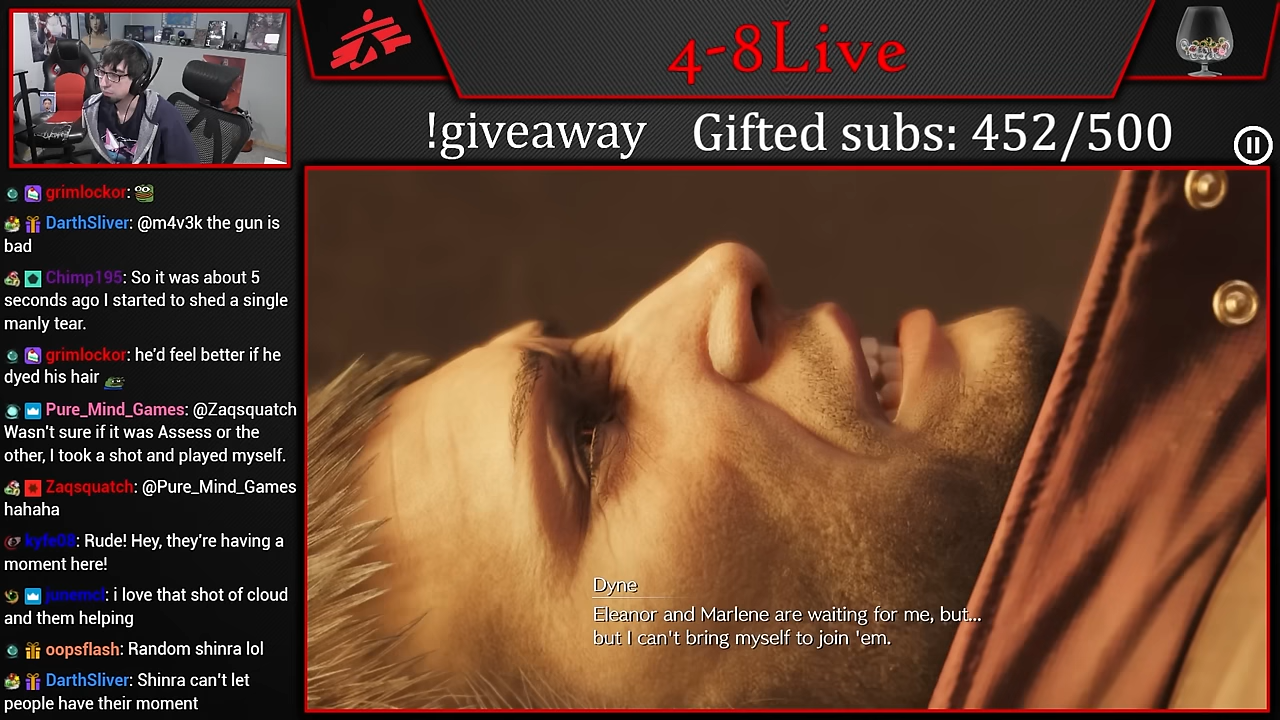 4-8Live
!giveaway Gifted subs: 452/500
grimlockor:
DarthSliver: @m4v3k the gun is
bad
Chimp195: So it was about 5
seconds ago I started to shed a single
manly tear.
grimlockor: he'd feel better if he
dyed his hair
Pure_Mind_Games: @Zaqsquatch
Wasn't sure if it was Assess or the
other, I took a shot and played myself.
Zaqsquatch: @Pure_Mind_Games
hahaha
kyfe08: Rude! Hey, they're having a
moment here!
junemcf: i love that shot of cloud
and them helping
oopsflash: Random shinra lol
DarthSliver: Shinra can't let
people have their moment
Dyne
Eleanor and Marlene are waiting for me, but...
but I can't bring myself to join 'em.